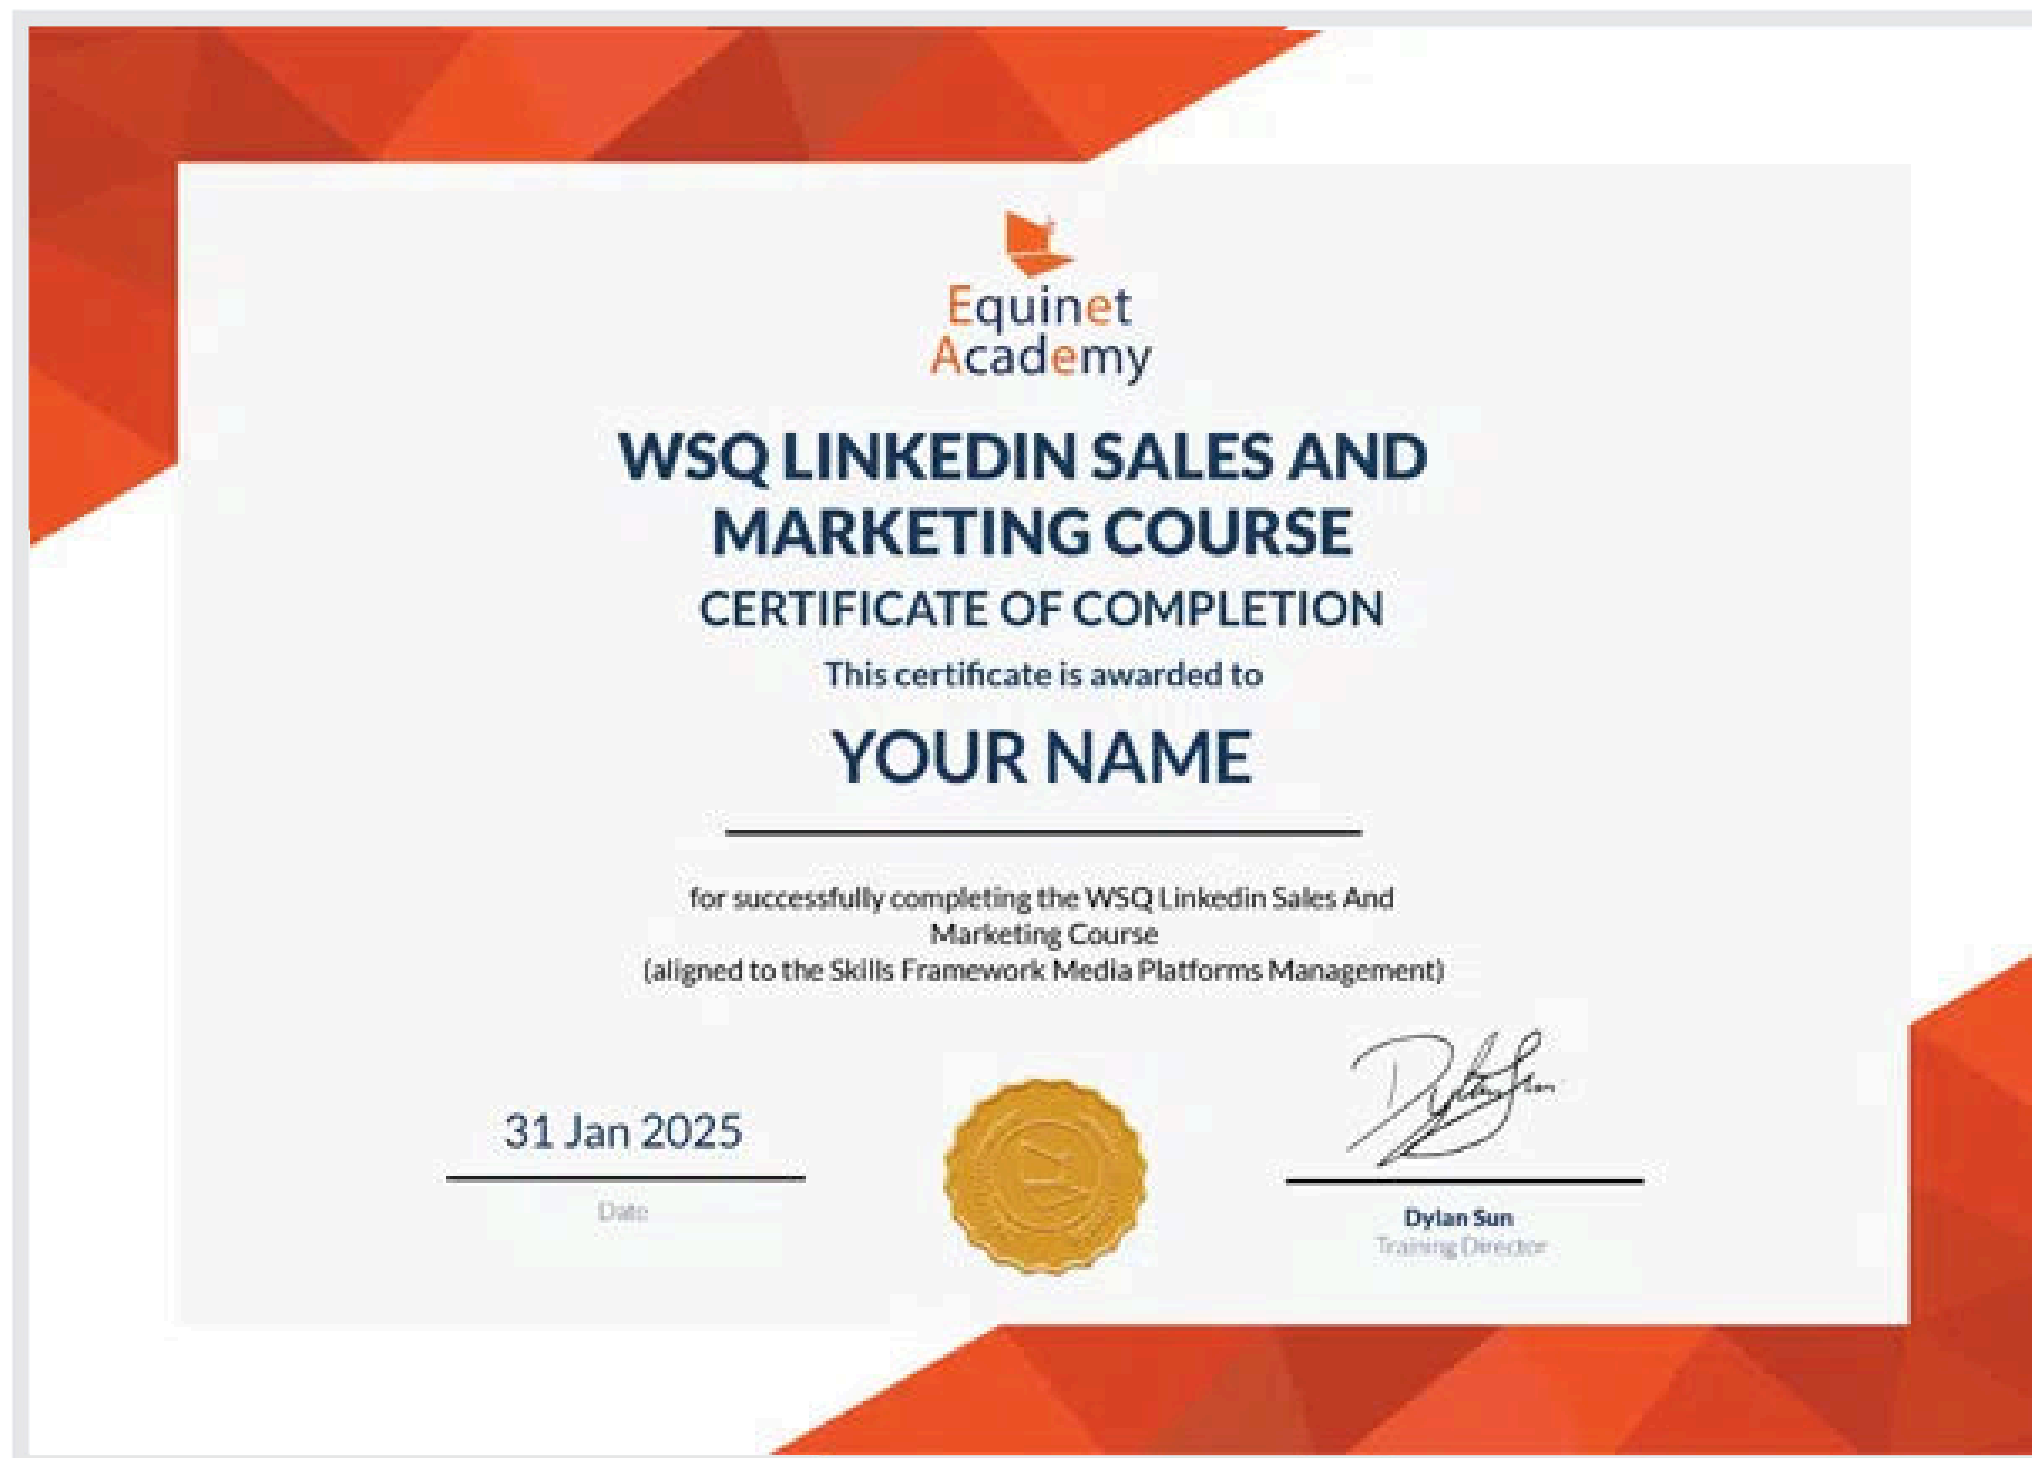 Equinet
Academy
WSQ LINKEDIN SALES AND
MARKETING COURSE
CERTIFICATE OF COMPLETION
This certificate is awarded to
YOUR NAME
for successfully completing the WSQ Linkedin Sales And
Marketing Course
(aligned to the Skills Framework Media Platforms Management)
31 Jan 2025
Date
Dylan Sun
Dylan Sun
Training Director